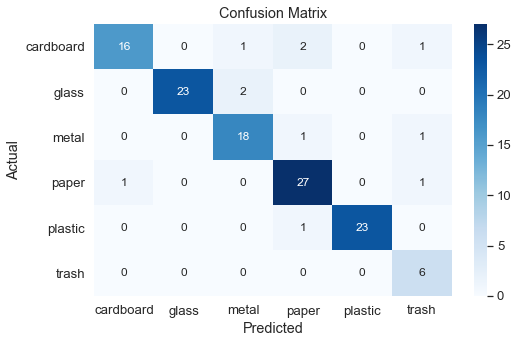 Confusion Matrix
Actual
cardboard 16 0 1 2 0 1
glass 0 23 2 0 0 0
metal 0 0 18 1 0 1
paper 1 0 0 27 0 1
plastic 0 0 0 1 23 0
trash 0 0 0 0 0 6
cardboard glass metal paper plastic trash
Predicted
25
20
15
10
5
0